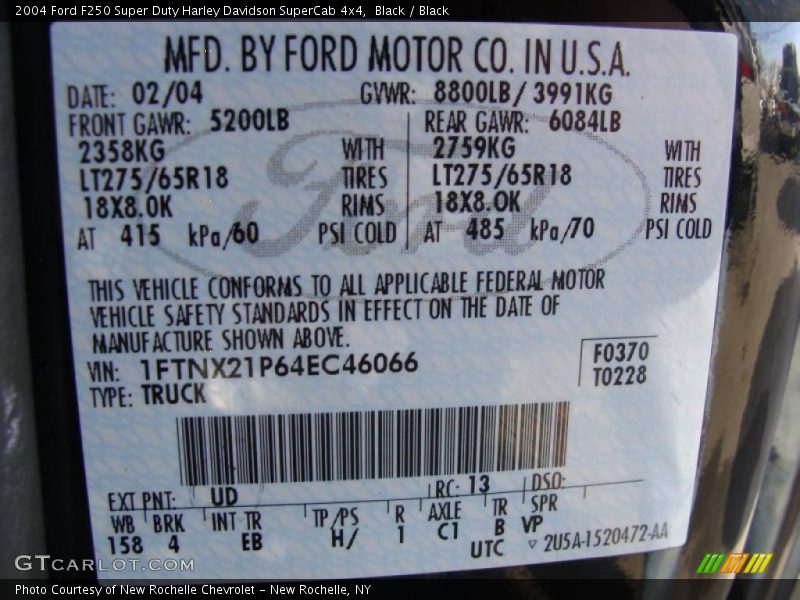 2004 Ford F250 Super Duty Harley Davidson SuperCab 4x4, Black / Black
MFD. BY FORD MOTOR CO. IN U.S.A.
DATE: 02/04 GVWR: 8800LB/ 3991KG
FRONT GAWR: 5200LB REAR GAWR: 6084LB
2358KG WITH 2759KG WITH
LT275/65R18 TIRES LT275/65R18 TIRES
18X8.0K RIMS 18X8.0K RIMS
AT 415 kPa/60 PSI COLD AT 485 kPa/70 PSI COLD
Ford
THIS VEHICLE CONFORMS TO ALL APPLICABLE FEDERAL MOTOR
VEHICLE SAFETY STANDARDS IN EFFECT ON THE DATE OF
MANUFACTURE SHOWN ABOVE.
VIN: 1FTNX21P64EC46066 F0370
TYPE: TRUCK T0228
EXT PNT: UD RC: 13 DSO:
WB BRK INT TR TP/PS R AXLE TR SPR
158 4 EB H/ 1 C1 B VP
UTC ▽ 2U5A-1520472-AA
GTcarlot.com
Photo Courtesy of New Rochelle Chevrolet – New Rochelle, NY